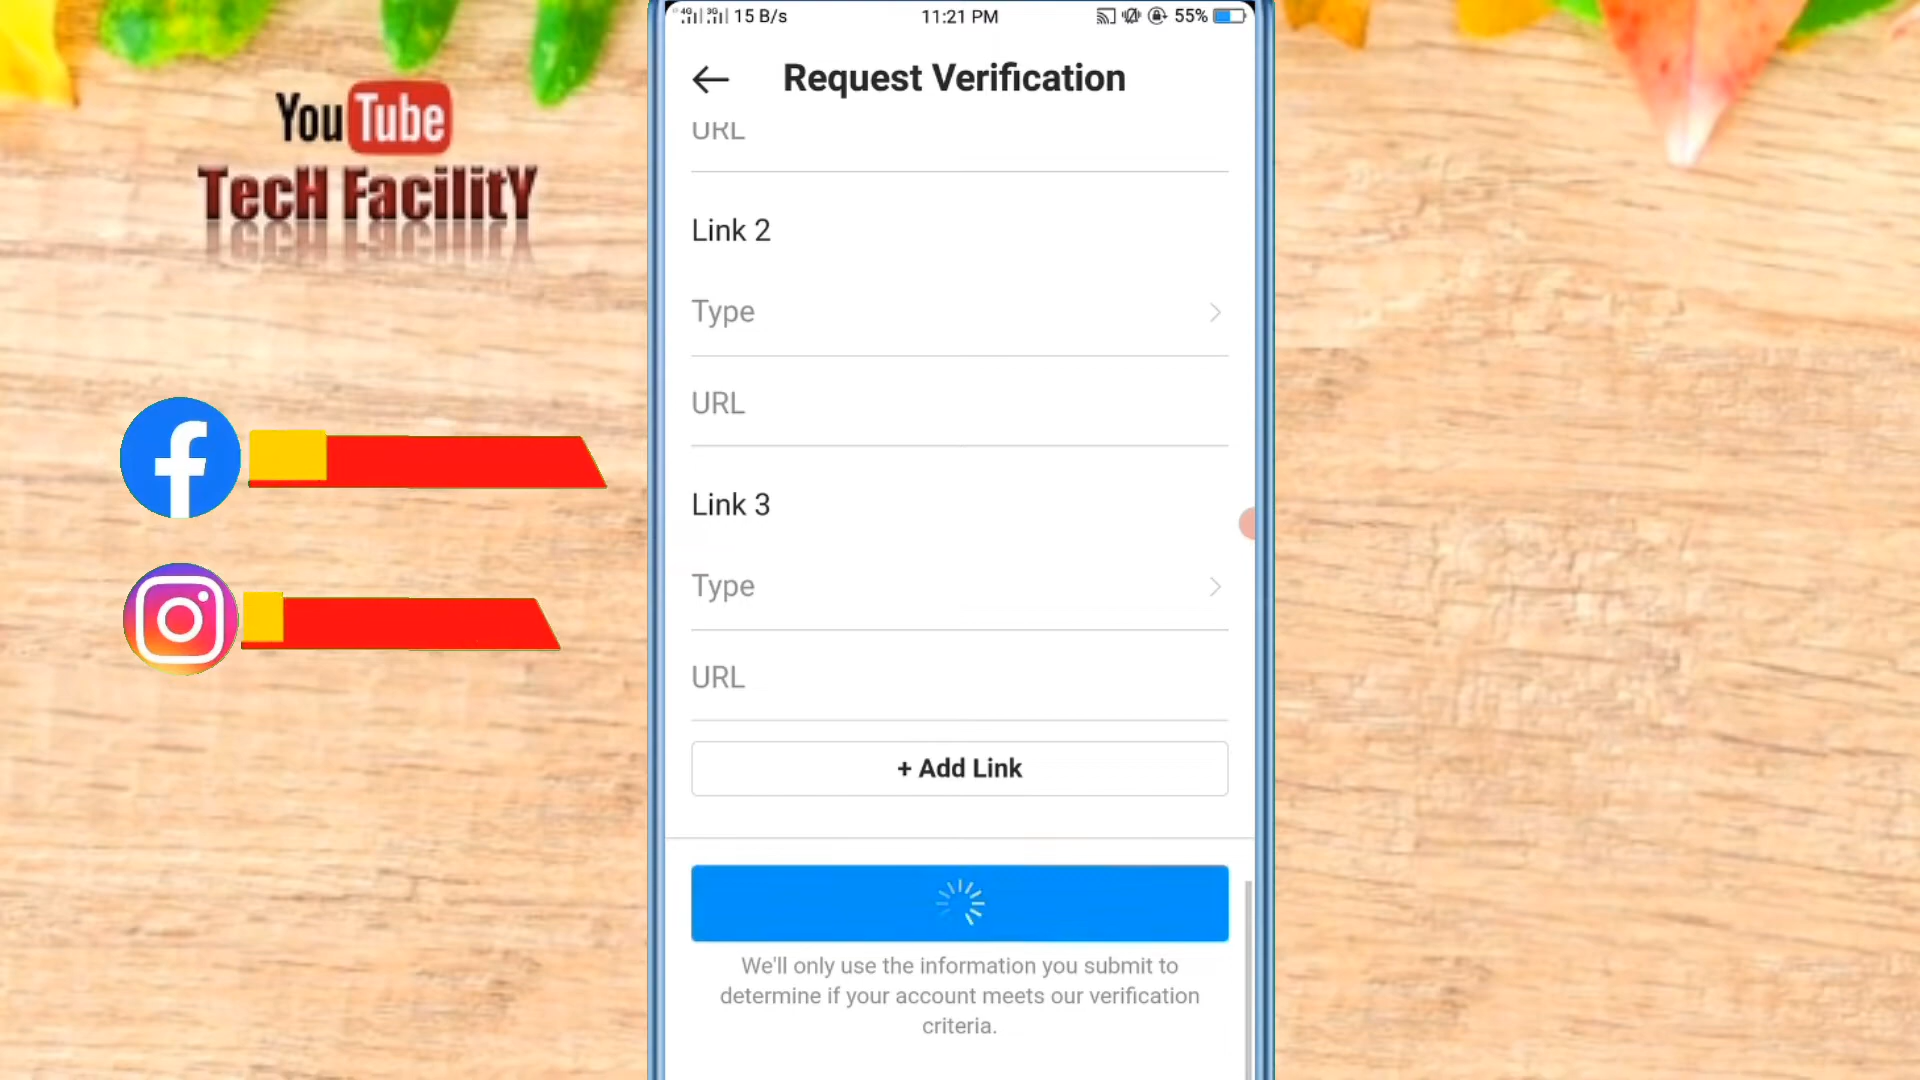 15 B/s
11:21 PM
55%
YouTube
TecH FacilitY
Request Verification
URL
Link 2
Type
URL
Link 3
Type
URL
+ Add Link
We'll only use the information you submit to
determine if your account meets our verification
criteria.